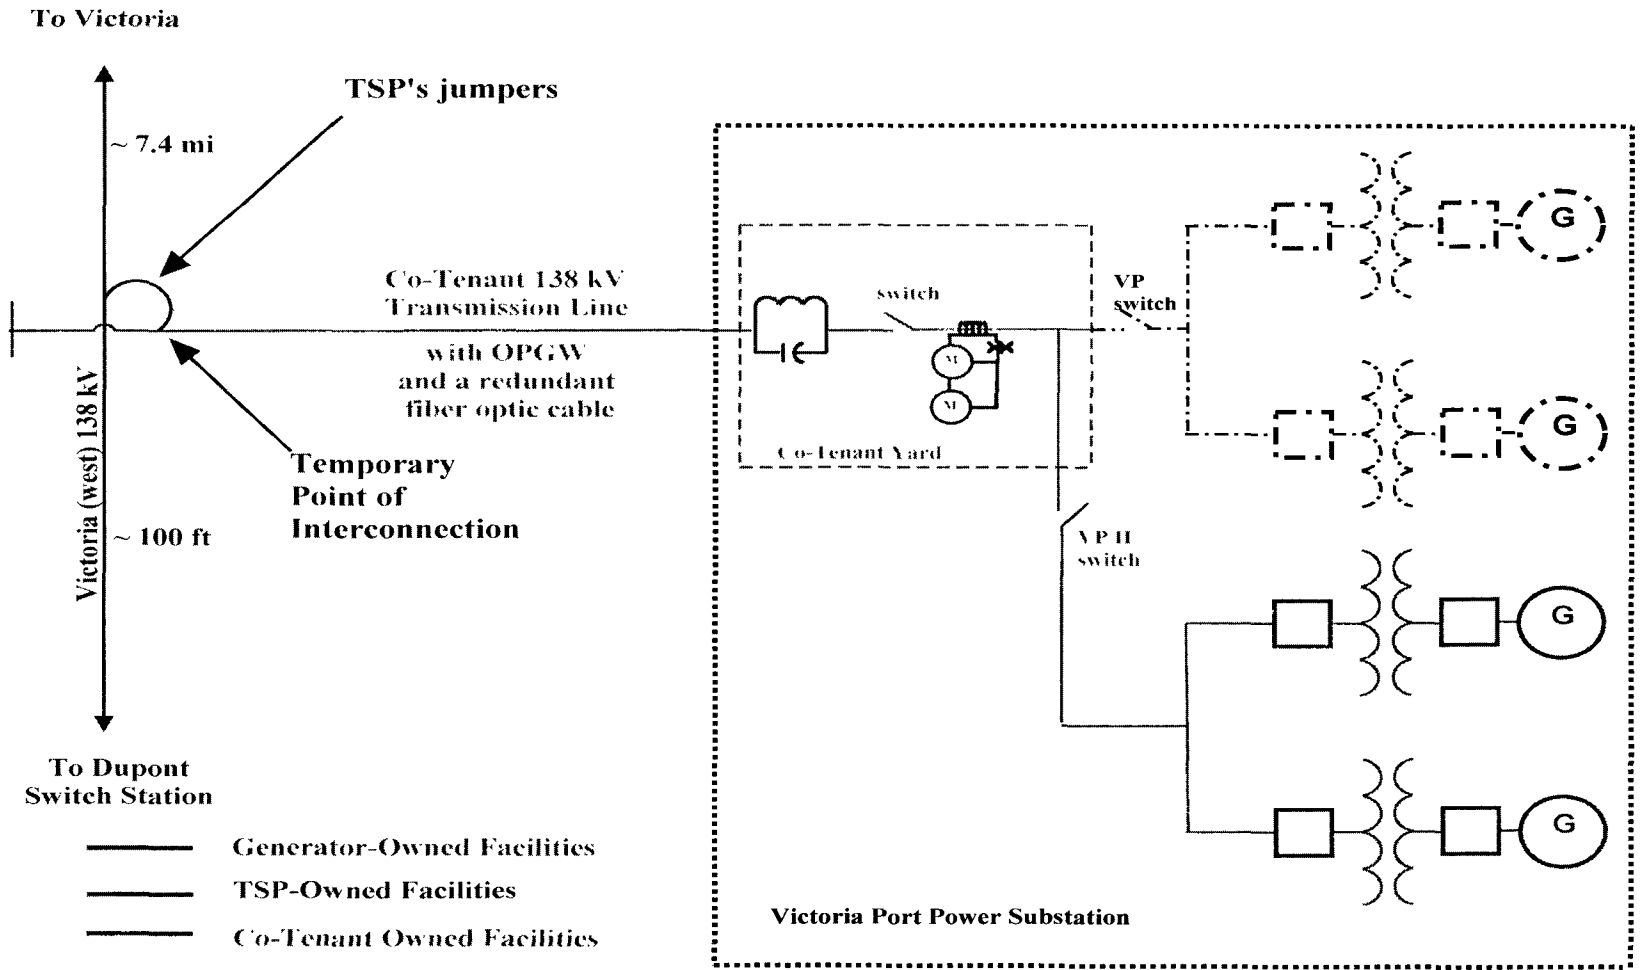 To Victoria
TSP's jumpers
~ 7.4 mi
Co-Tenant 138 kV
Transmission Line
with OPGW
and a redundant
fiber optic cable
Temporary
Point of
Interconnection
Victoria (west) 138 kV
~ 100 ft
To Dupont
Switch Station
switch
M
M
Co-Tenant Yard
VP
switch
VP II
switch
G
G
G
G
Generator-Owned Facilities
TSP-Owned Facilities
Co-Tenant Owned Facilities
Victoria Port Power Substation